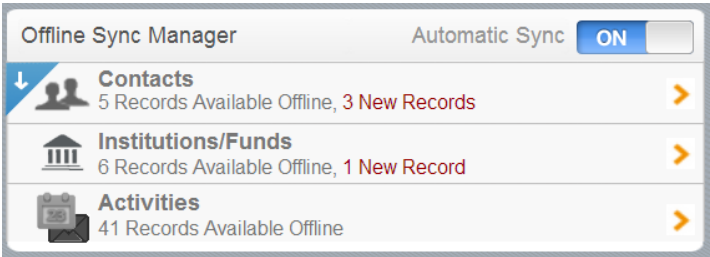 Offline Sync Manager Automatic Sync ON
Contacts
5 Records Available Offline, 3 New Records
Institutions/Funds
6 Records Available Offline, 1 New Record
Activities
41 Records Available Offline